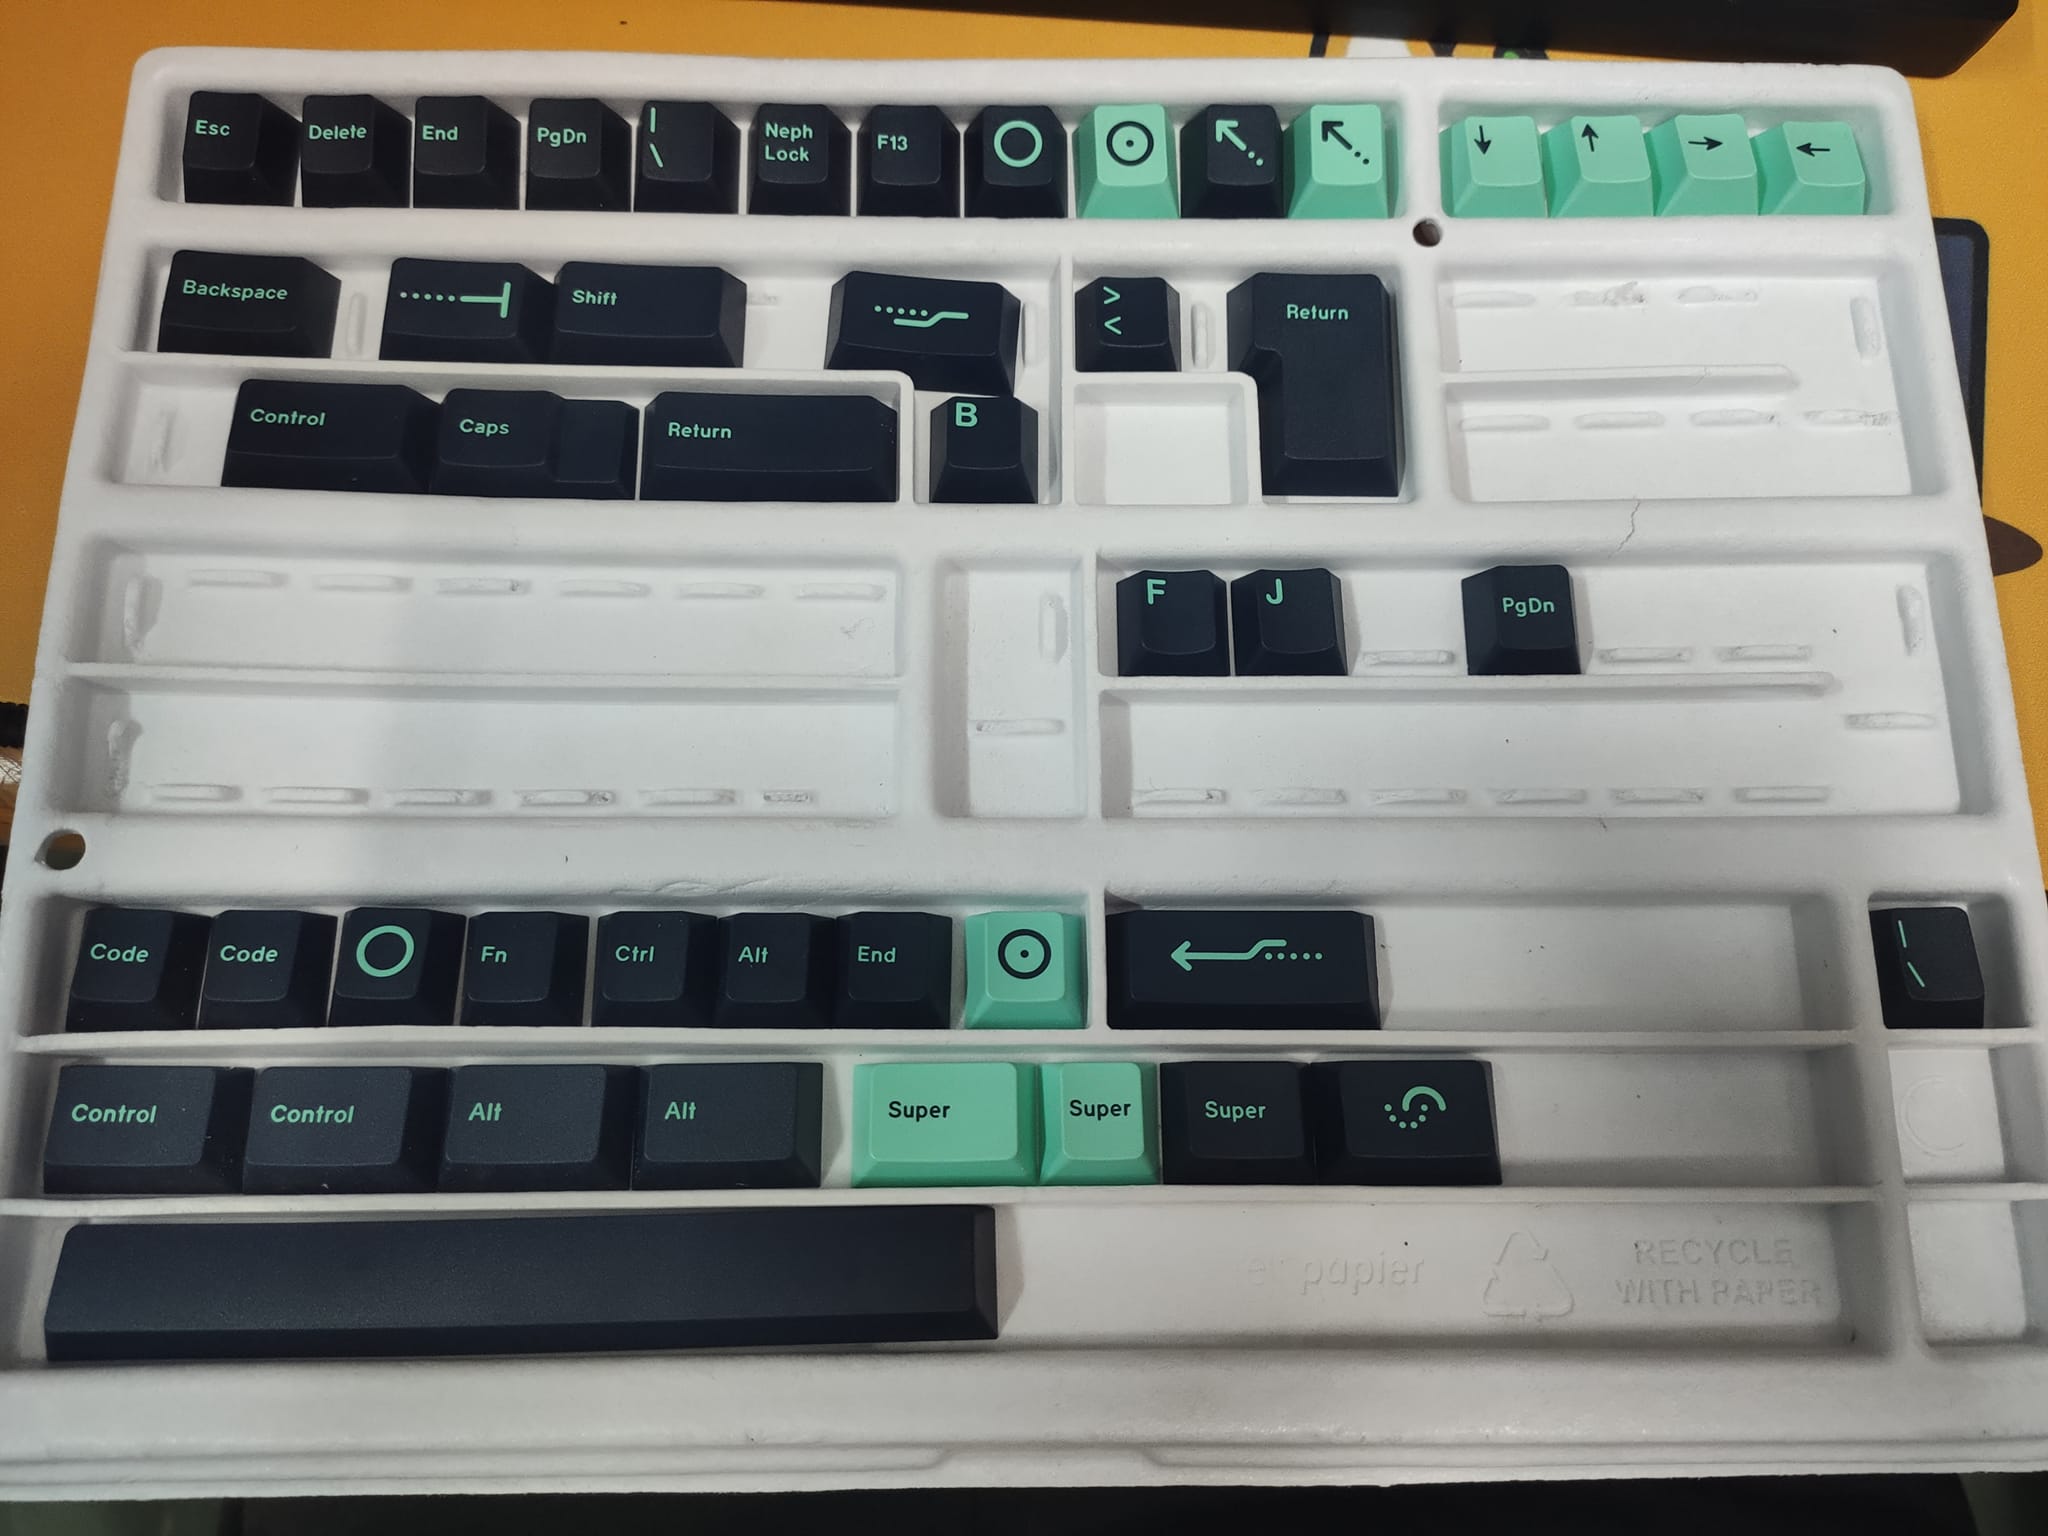 Esc
Delete
End
PgDn
|
\
Neph
Lock
F13
↖
↖
↓
↑
→
←
Backspace
Shift
>
<
Return
Control
Caps
Return
B
F
J
PgDn
Code
Code
Fn
Ctrl
Alt
End
|
\
Control
Control
Alt
Alt
Super
Super
Super
papier
RECYCLE
WITH PAPER